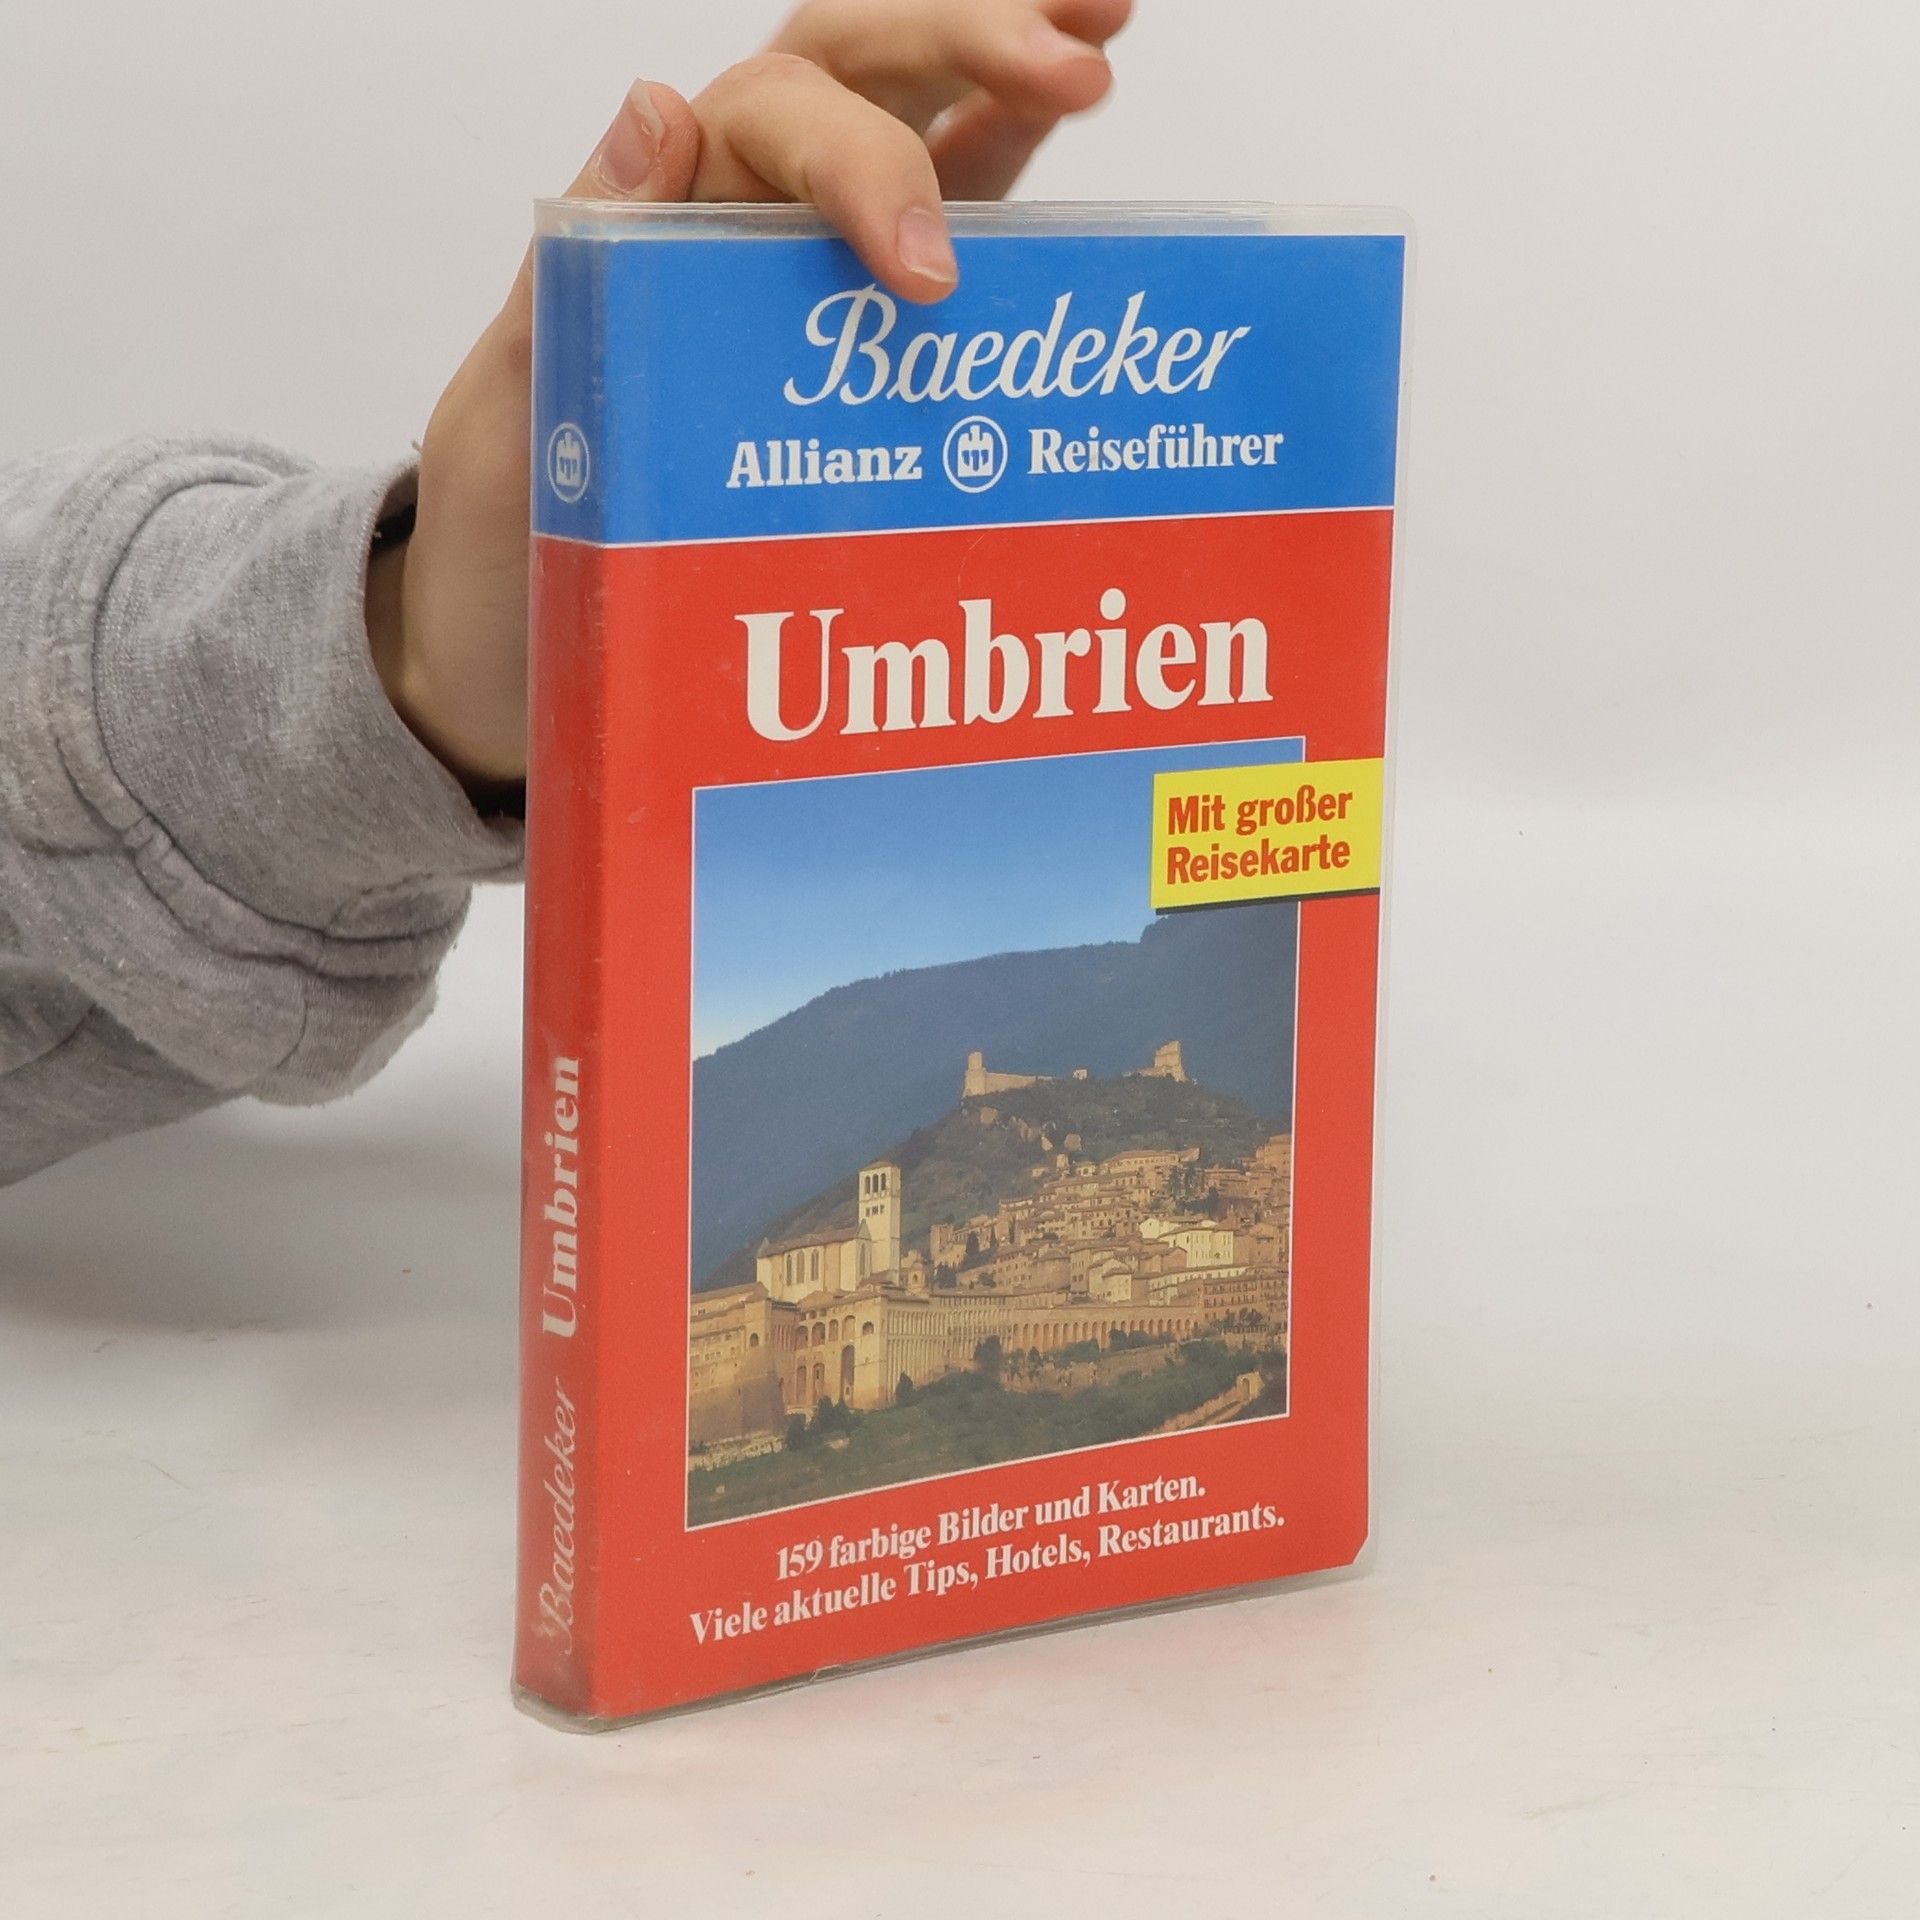 Baedeker
Allianz Reiseführer
Umbrien
Mit großer
Reisekarte
159 farbige Bilder und Karten.
Viele aktuelle Tips, Hotels, Restaurants.
Baedeker Umbrien